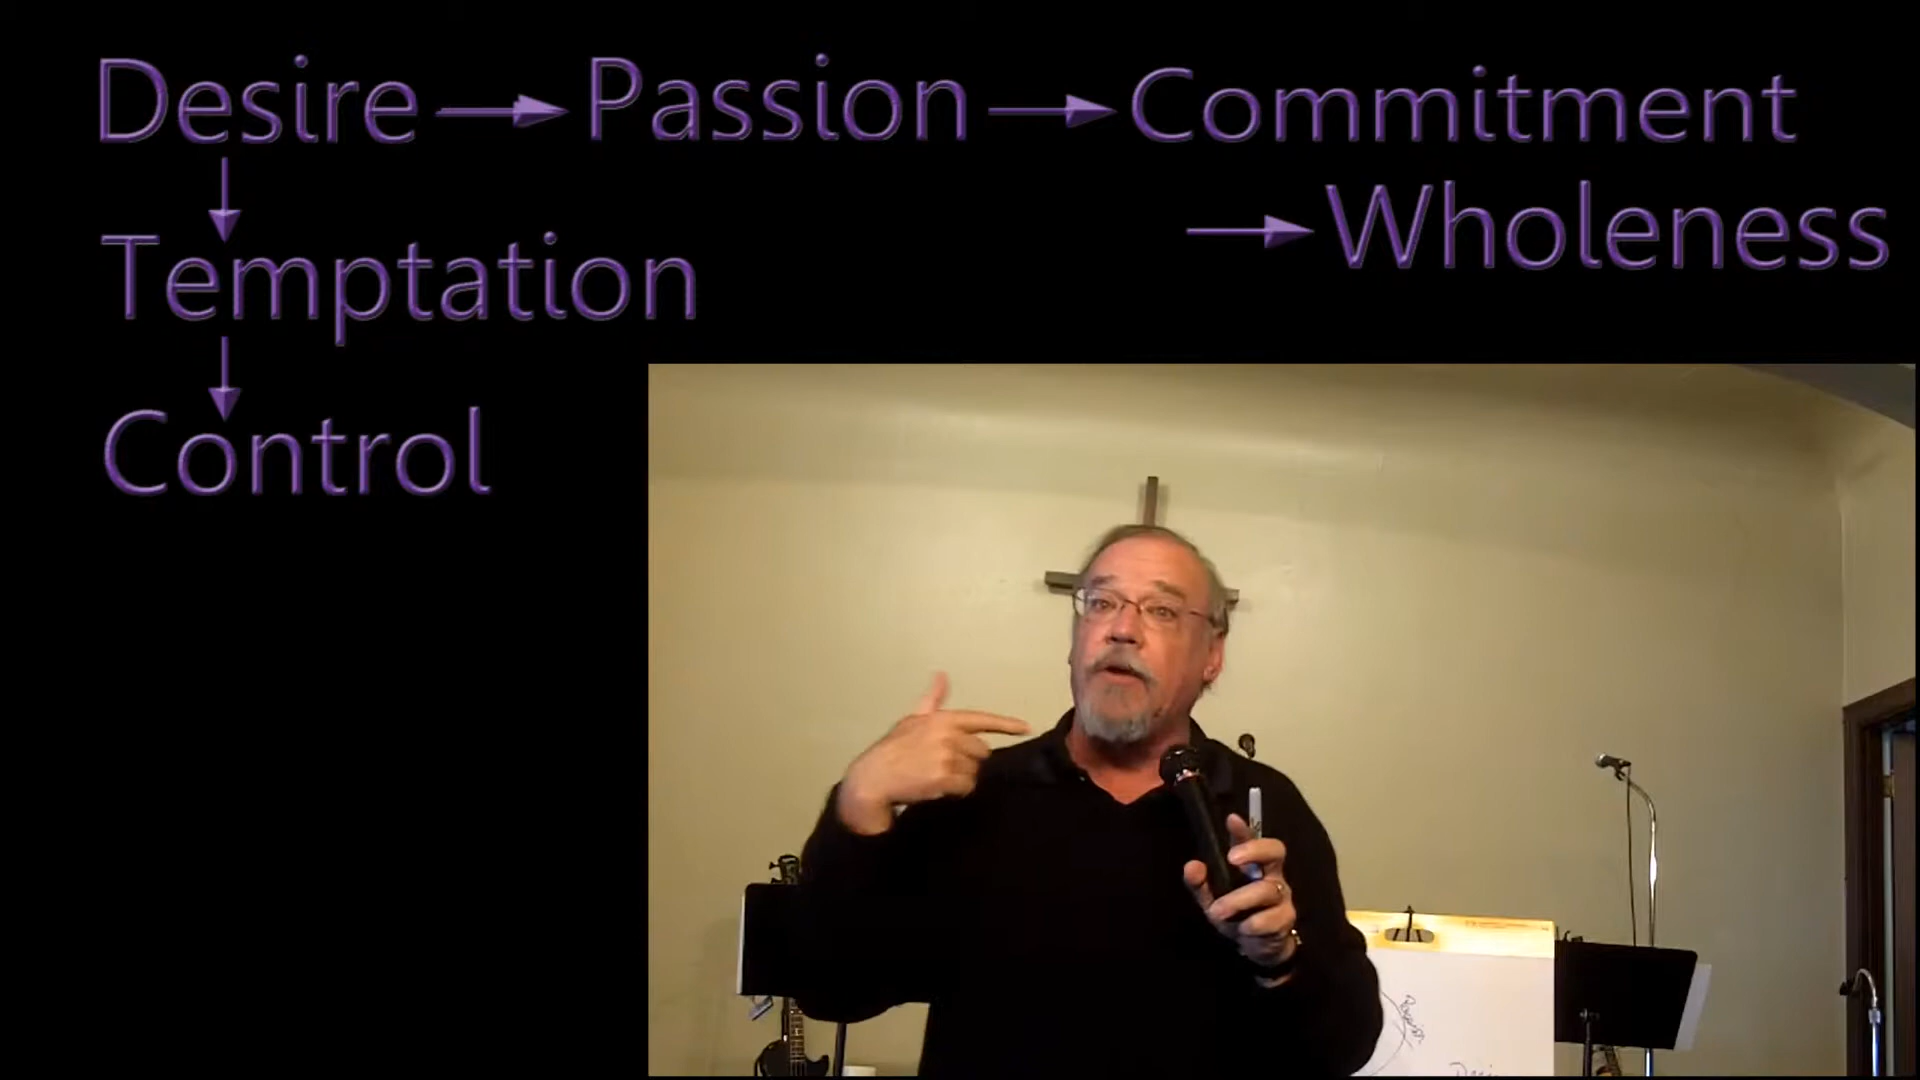 Desire → Passion → Commitment
→ Wholeness
↓
Temptation
↓
Control